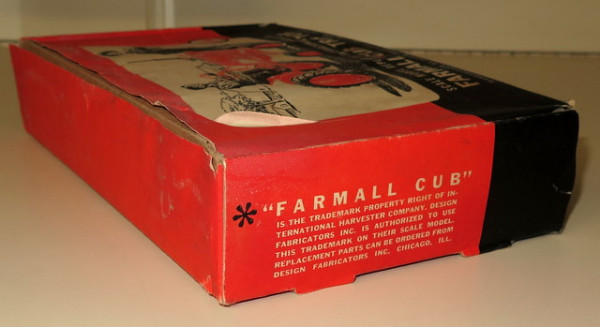 * "FARMALL CUB"
IS THE TRADEMARK PROPERTY RIGHT OF IN-
TERNATIONAL HARVESTER COMPANY. DESIGN
FABRICATORS INC. IS AUTHORIZED TO USE
THIS TRADEMARK ON THEIR SCALE MODEL.
REPLACEMENT PARTS CAN BE ORDERED FROM
DESIGN FABRICATORS INC, CHICAGO, ILL.
SCALE
FARMALL